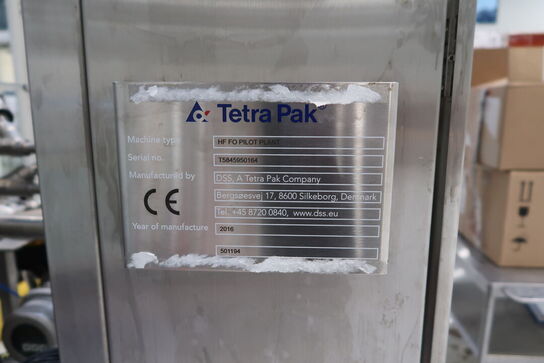 Tetra Pak
Machine type HF FO PILOT PLANT
Serial no. T5845950164
Manufactured by DSS, A Tetra Pak Company
CE Bergsøesvej 17, 8600 Silkeborg, Denmark
Tel. +45 8720 0840, www.dss.eu
Year of manufacture 2016
501194